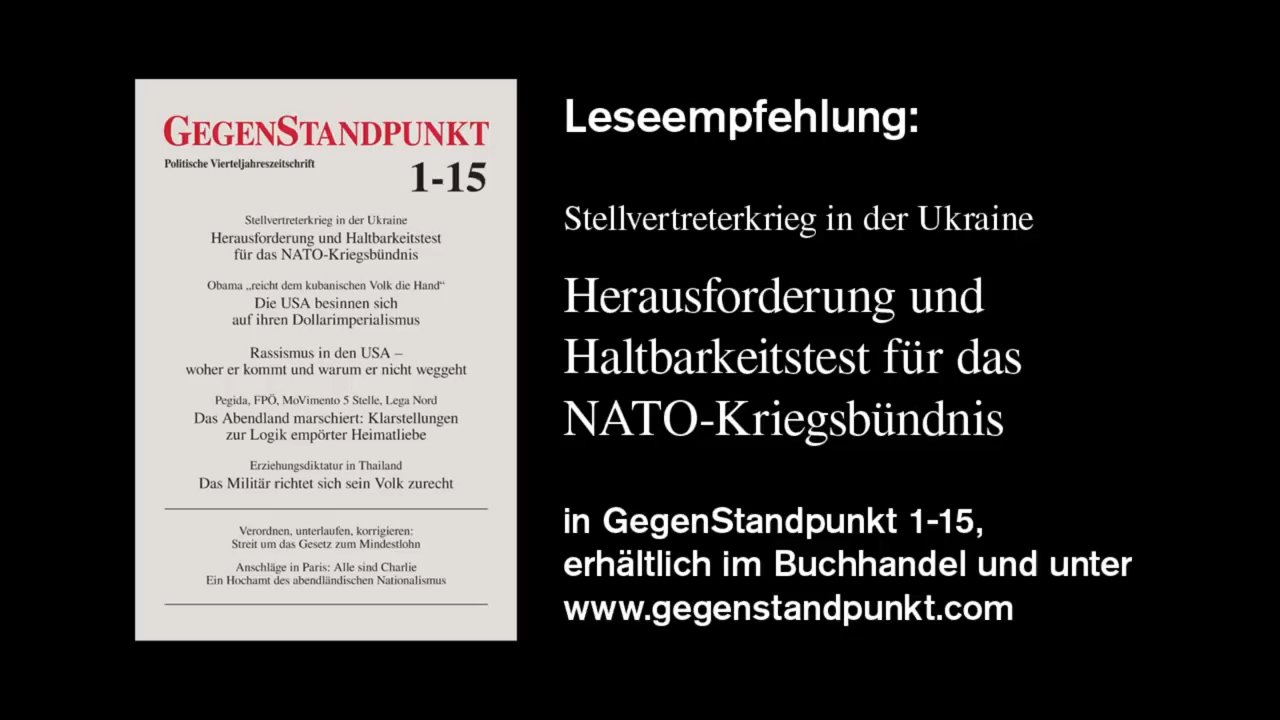 GEGENSTANDPUNKT
Politische Vierteljahreszeitschrift
1-15
Stellvertreterkrieg in der Ukraine
Herausforderung und Haltbarkeitstest
für das NATO-Kriegsbündnis
Obama „reicht dem kubanischen Volk die Hand“
Die USA besinnen sich
auf ihren Dollarimperialismus
Rassismus in den USA –
woher er kommt und warum er nicht weggeht
Pegida, FPÖ, MoVimento 5 Stelle, Lega Nord
Das Abendland marschiert: Klarstellungen
zur Logik empörter Heimatliebe
Erziehungsdiktatur in Thailand
Das Militär richtet sich sein Volk zurecht
Verordnen, unterlaufen, korrigieren:
Streit um das Gesetz zum Mindestlohn
Anschläge in Paris: Alle sind Charlie
Ein Hochamt des abendländischen Nationalismus
Leseempfehlung:
Stellvertreterkrieg in der Ukraine
Herausforderung und
Haltbarkeitstest für das
NATO-Kriegsbündnis
in GegenStandpunkt 1-15,
erhältlich im Buchhandel und unter
www.gegenstandpunkt.com